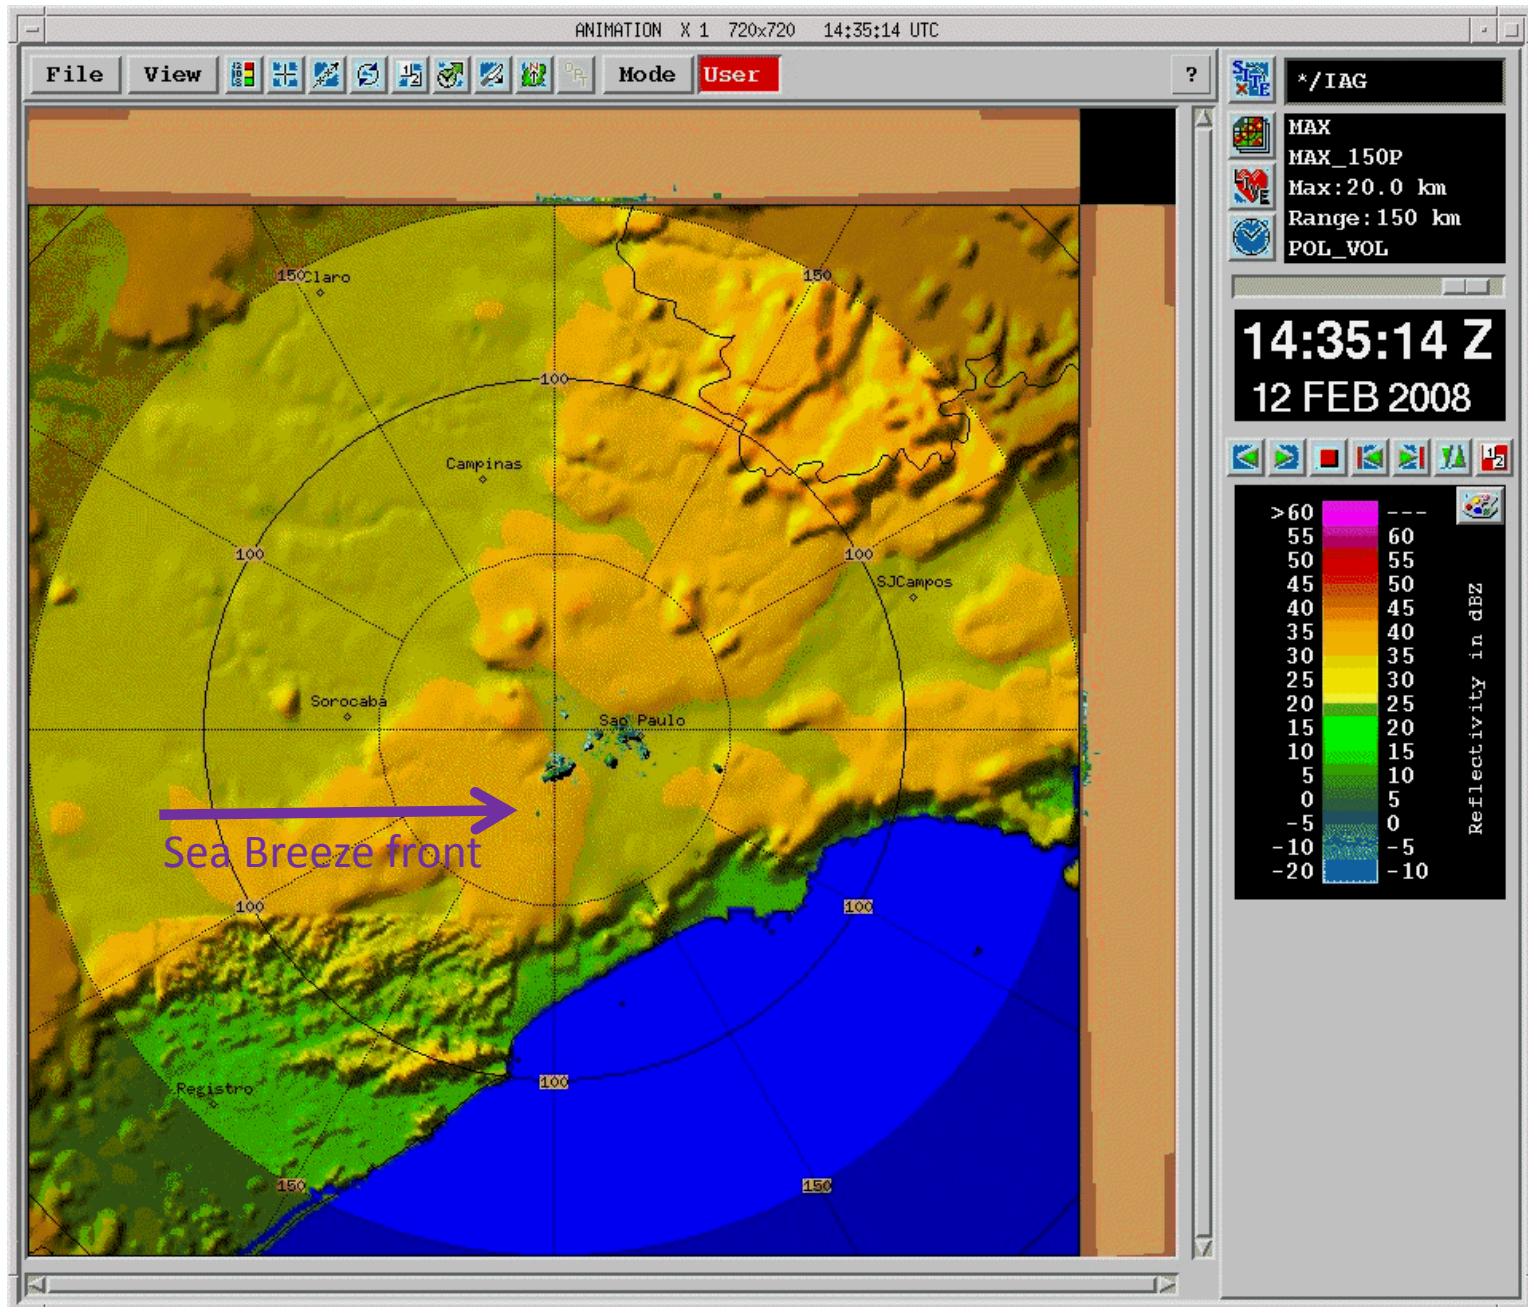 ANIMATION X 1 720x720 14:35:14 UTC
File View Mode User ?
*/IAG
MAX
MAX_150P
Max:20.0 km
Range:150 km
POL_VOL
14:35:14 Z
12 FEB 2008
150 Claro 150
100
Campinas
100 100
SJCampos
Sorocaba
Sao Paulo
Sea Breeze front
100 100
100
Registro
150 150
>60 ---
55 60
50 55
45 50
40 45
35 40
30 35
25 30
20 25
15 20
10 15
5 10
0 5
-5 0
-10 -5
-20 -10
Reflectivity in dBZ